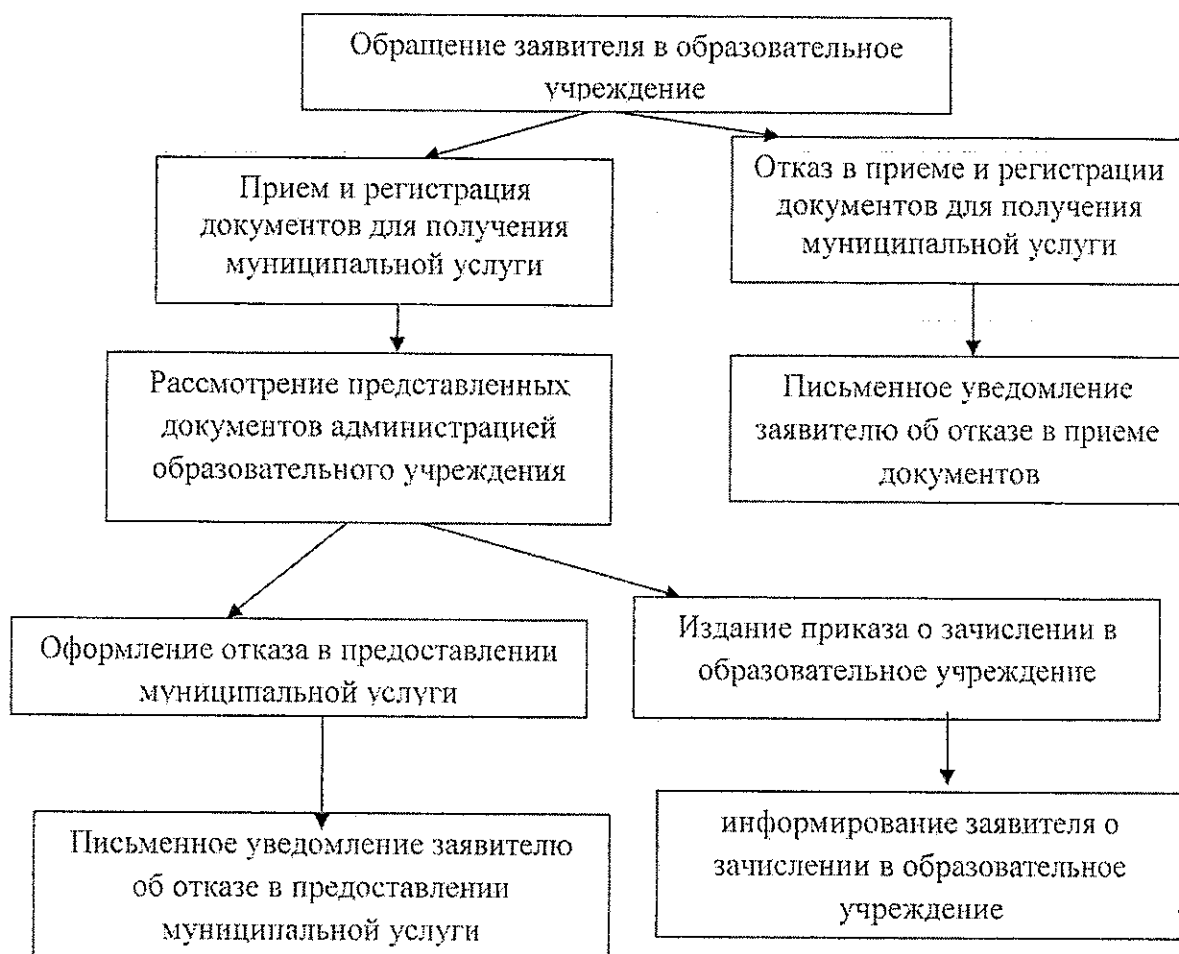 Обращение заявителя в образовательное
учреждение
Прием и регистрация
документов для получения
муниципальной услуги
Отказ в приеме и регистрации
документов для получения
муниципальной услуги
Рассмотрение представленных
документов администрацией
образовательного учреждения
Письменное уведомление
заявителю об отказе в приеме
документов
Оформление отказа в предоставлении
муниципальной услуги
Издание приказа о зачислении в
образовательное учреждение
Письменное уведомление заявителю
об отказе в предоставлении
муниципальной услуги
информирование заявителя о
зачислении в образовательное
учреждение